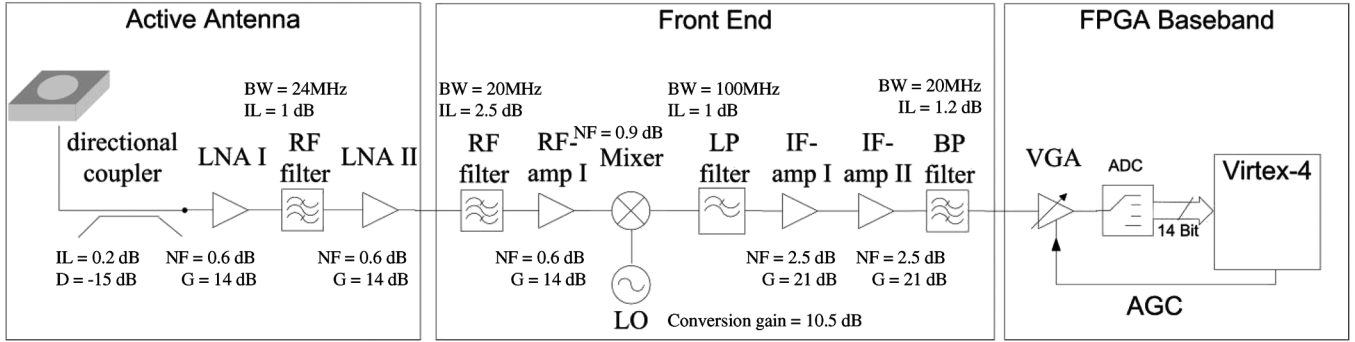 Active Antenna
Front End
FPGA Baseband
BW = 24MHz
IL = 1 dB
BW = 20MHz
IL = 2.5 dB
BW = 100MHz
IL = 1 dB
BW = 20MHz
IL = 1.2 dB
directional
coupler
LNA I
RF
filter
LNA II
RF
filter
RF-
amp I
NF = 0.9 dB
Mixer
LP
filter
IF-
amp I
IF-
amp II
BP
filter
VGA
ADC
Virtex-4
14 Bit
IL = 0.2 dB
D = -15 dB
NF = 0.6 dB
G = 14 dB
NF = 0.6 dB
G = 14 dB
NF = 0.6 dB
G = 14 dB
NF = 2.5 dB
G = 21 dB
NF = 2.5 dB
G = 21 dB
LO
Conversion gain = 10.5 dB
AGC